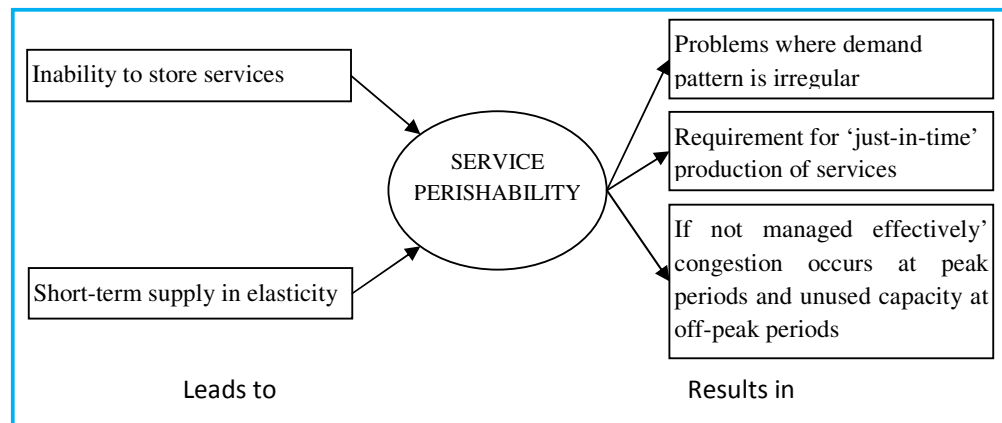 Inability to store services
Short-term supply in elasticity
SERVICE
PERISHABILITY
Problems where demand
pattern is irregular
Requirement for ‘just-in-time’
production of services
If not managed effectively’
congestion occurs at peak
periods and unused capacity at
off-peak periods
Leads to
Results in